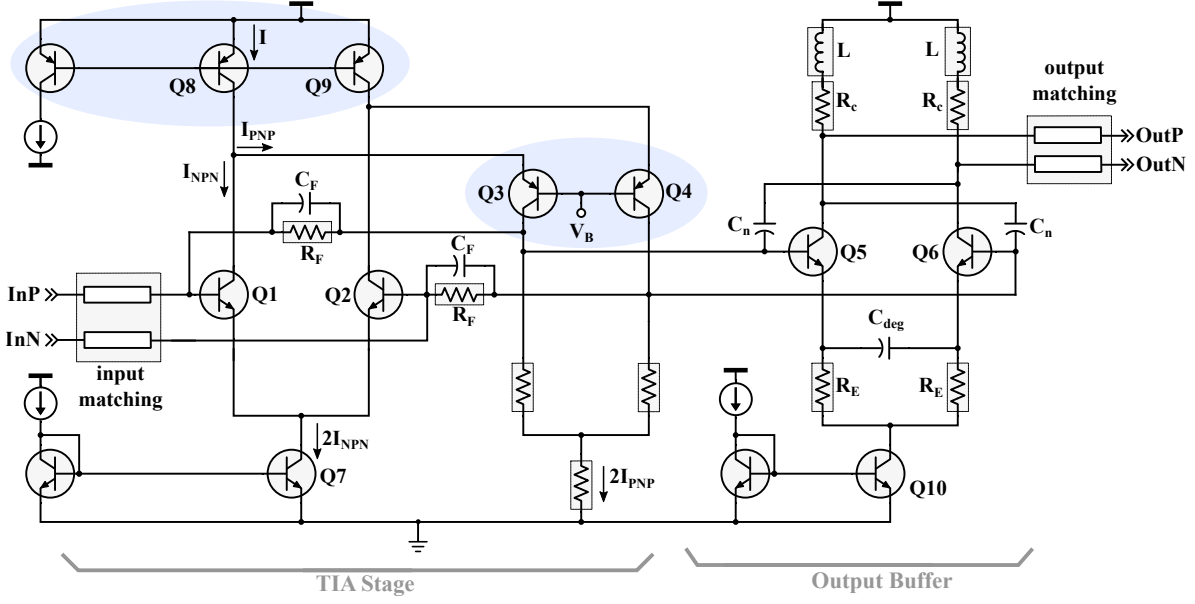 I
Q8
Q9
L
L
output
matching
R_c
R_c
OutP
OutN
I_PNP
I_NPN
C_F
R_F
Q3
Q4
V_B
C_n
C_n
Q5
Q6
C_F
R_F
InP
InN
Q1
Q2
input
matching
C_deg
R_E
R_E
2I_NPN
Q7
2I_PNP
Q10
TIA Stage
Output Buffer